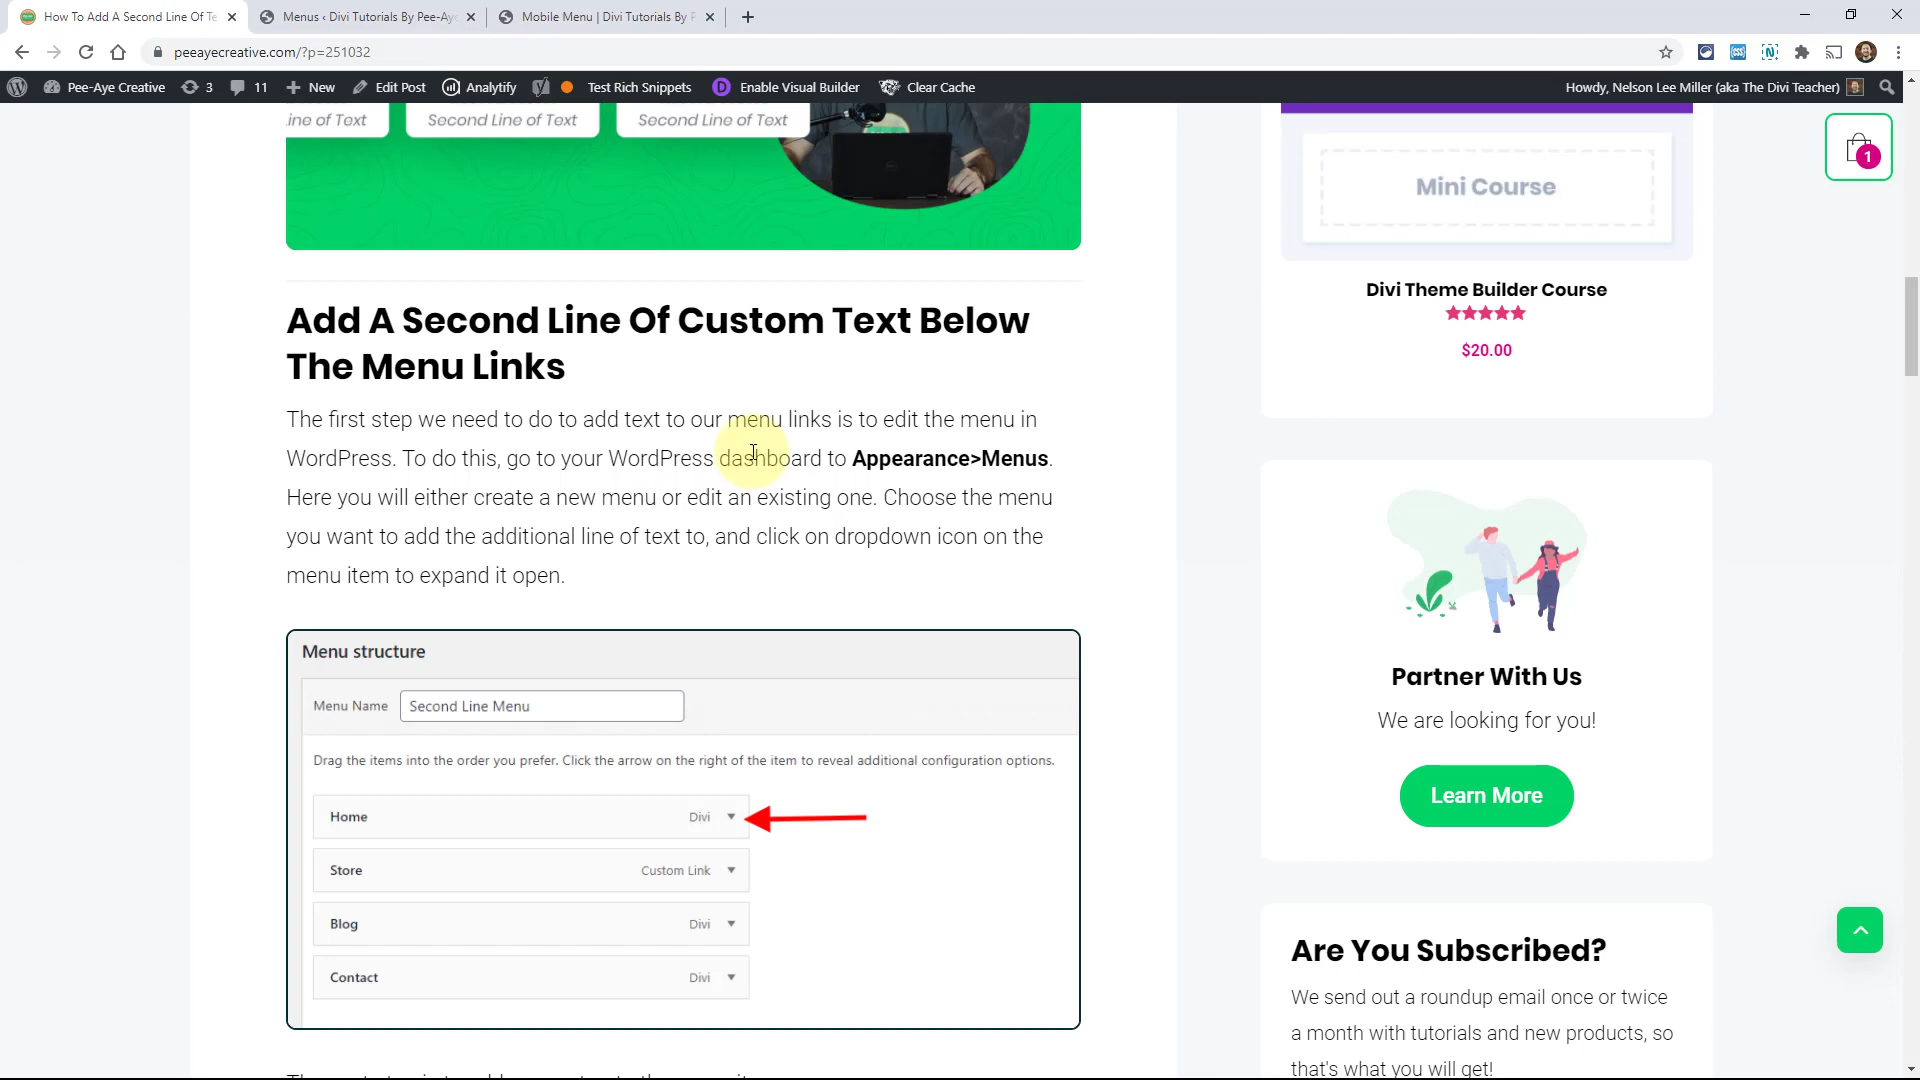 How To Add A Second Line Of Te
Menus ‹ Divi Tutorials By Pee-Aye
Mobile Menu | Divi Tutorials By P
peeayecreative.com/?p=251032
Pee-Aye Creative
3
11
New
Edit Post
Analytify
Test Rich Snippets
D
Enable Visual Builder
Clear Cache
Howdy, Nelson Lee Miller (aka The Divi Teacher)
ine of Text
Second Line of Text
Second Line of Text
1
Mini Course
Divi Theme Builder Course
$20.00
Add A Second Line Of Custom Text Below
The Menu Links
The first step we need to do to add text to our menu links is to edit the menu in
WordPress. To do this, go to your WordPress dashboard to Appearance>Menus.
Here you will either create a new menu or edit an existing one. Choose the menu
you want to add the additional line of text to, and click on dropdown icon on the
menu item to expand it open.
Menu structure
Menu Name
Second Line Menu
Drag the items into the order you prefer. Click the arrow on the right of the item to reveal additional configuration options.
Home
Divi
Store
Custom Link
Blog
Divi
Contact
Divi
Partner With Us
We are looking for you!
Learn More
Are You Subscribed?
We send out a roundup email once or twice
a month with tutorials and new products, so
that's what you will get!